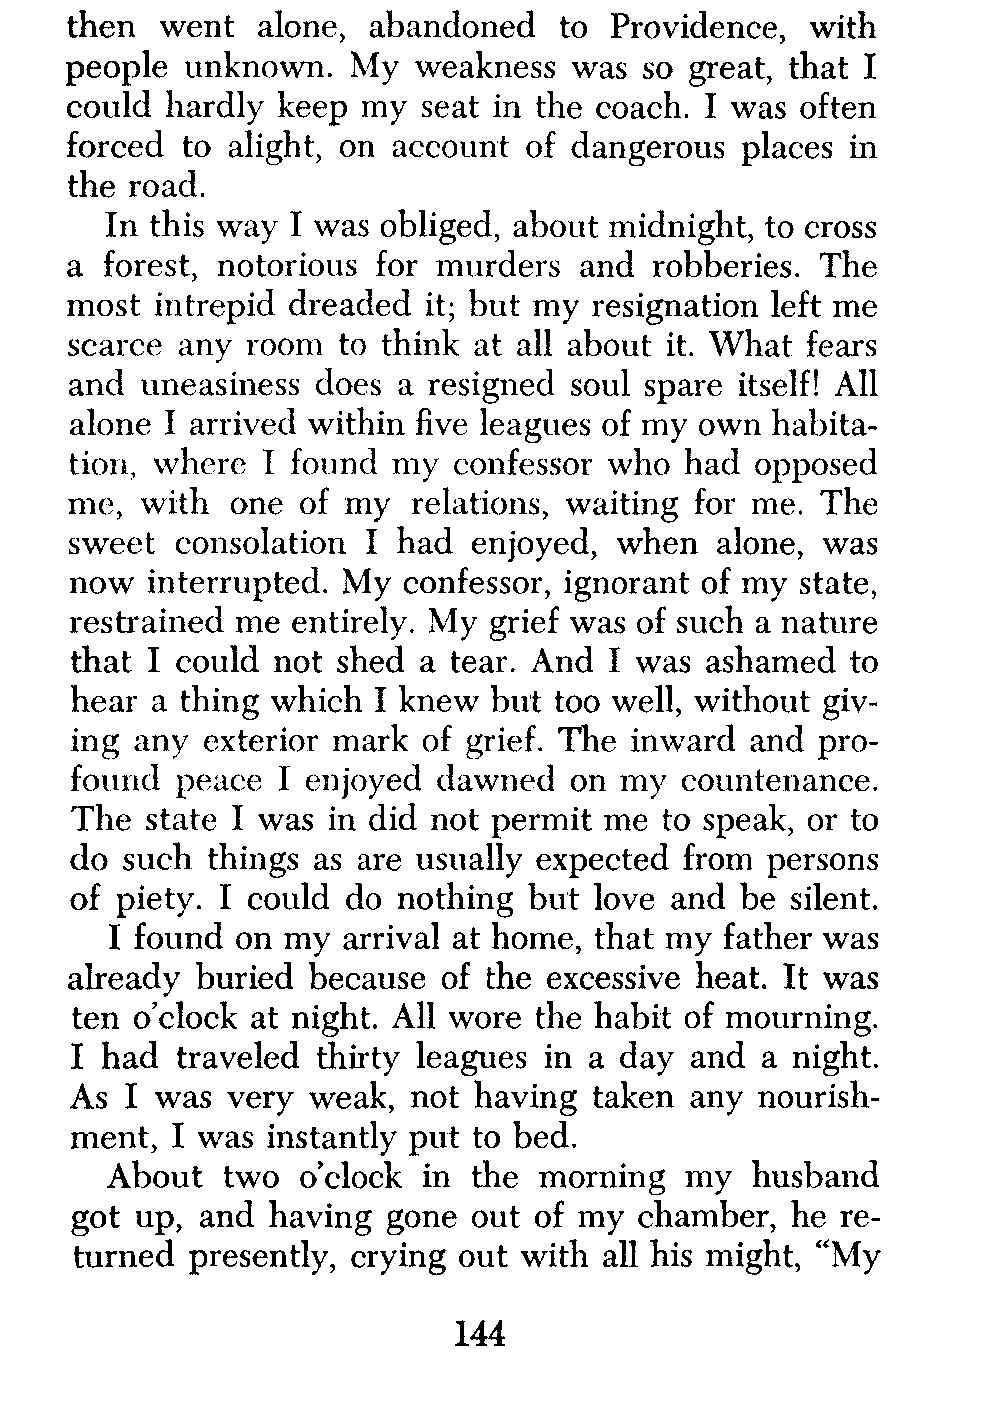 then went alone, abandoned to Providence, with
people unknown. My weakness was so great, that I
could hardly keep my seat in the coach. I was often
forced to alight, on account of dangerous places in
the road.
In this way I was obliged, about midnight, to cross
a forest, notorious for murders and robberies. The
most intrepid dreaded it; but my resignation left me
scarce any room to think at all about it. What fears
and uneasiness does a resigned soul spare itself! All
alone I arrived within five leagues of my own habita-
tion, where I found my confessor who had opposed
me, with one of my relations, waiting for me. The
sweet consolation I had enjoyed, when alone, was
now interrupted. My confessor, ignorant of my state,
restrained me entirely. My grief was of such a nature
that I could not shed a tear. And I was ashamed to
hear a thing which I knew but too well, without giv-
ing any exterior mark of grief. The inward and pro-
found peace I enjoyed dawned on my countenance.
The state I was in did not permit me to speak, or to
do such things as are usually expected from persons
of piety. I could do nothing but love and be silent.
I found on my arrival at home, that my father was
already buried because of the excessive heat. It was
ten o'clock at night. All wore the habit of mourning.
I had traveled thirty leagues in a day and a night.
As I was very weak, not having taken any nourish-
ment, I was instantly put to bed.
About two o'clock in the morning my husband
got up, and having gone out of my chamber, he re-
turned presently, crying out with all his might, “My
144